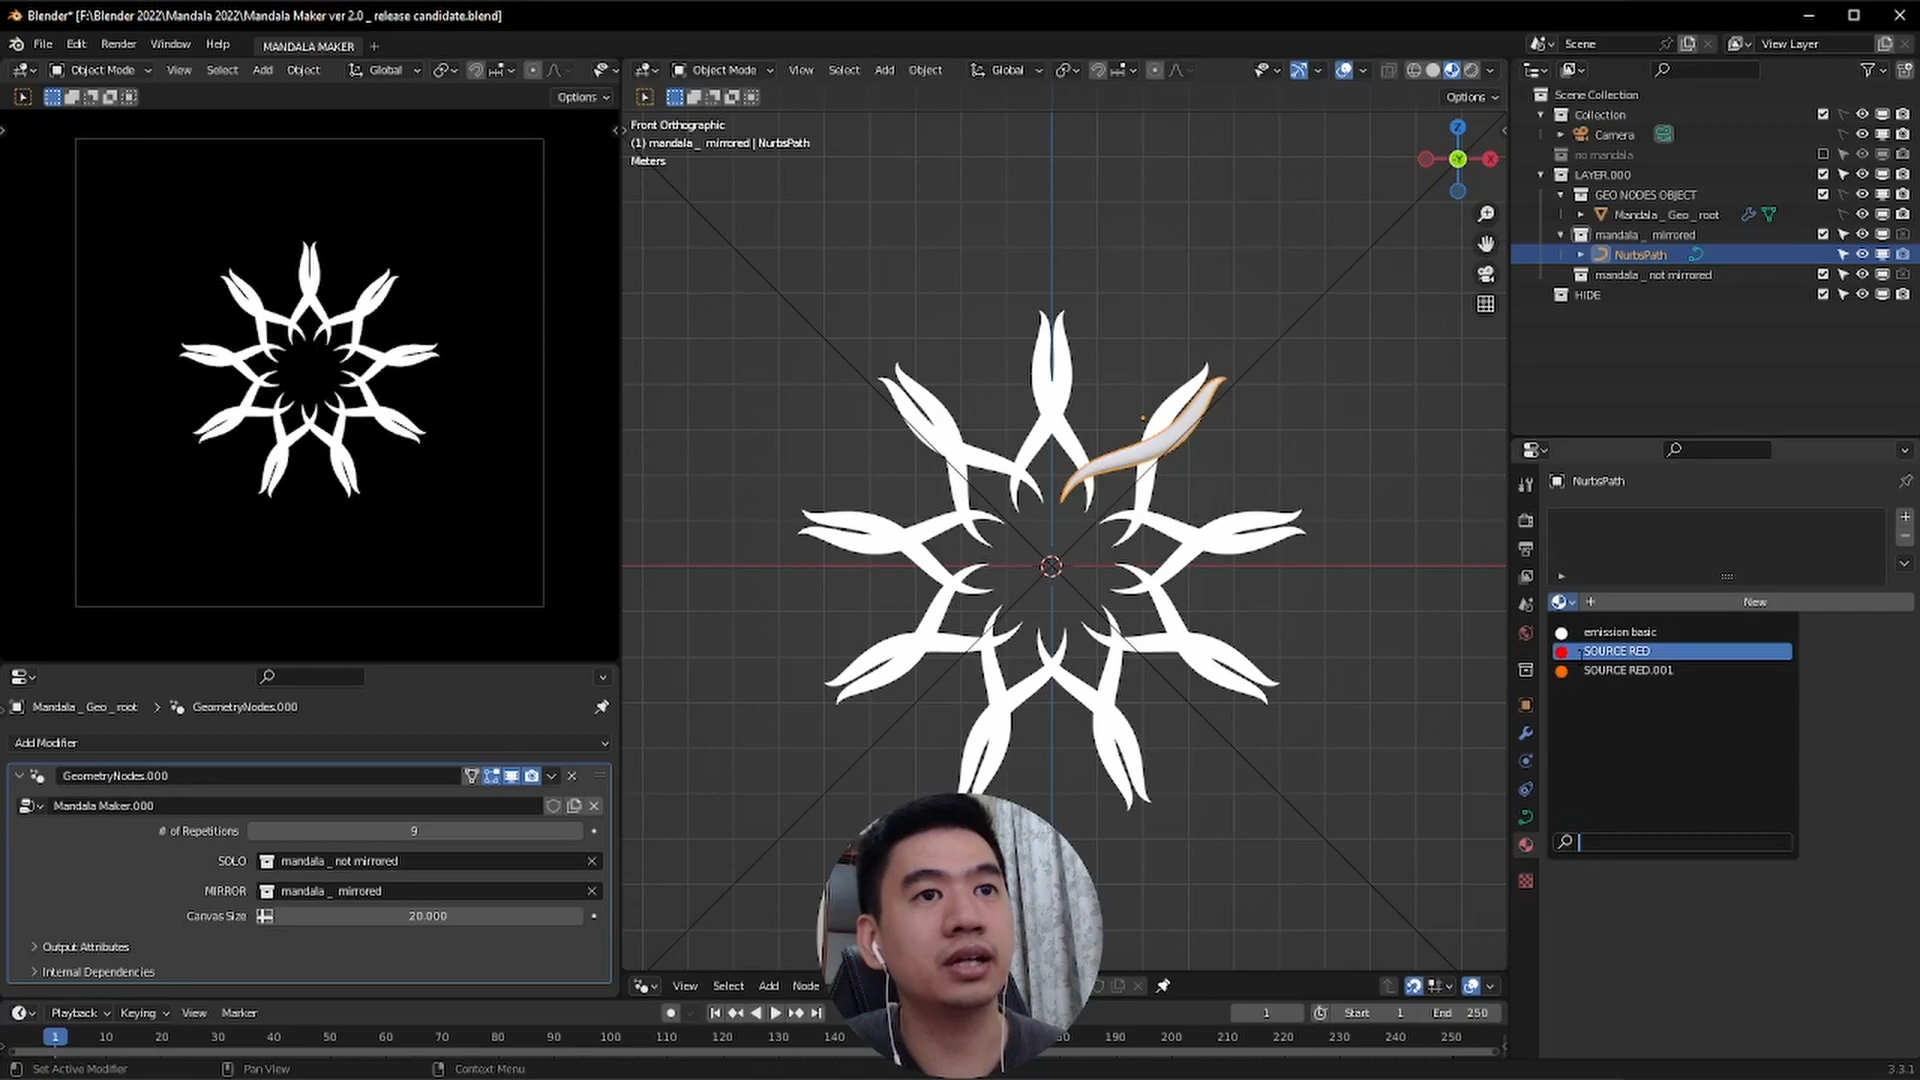 Blender* [F:\Blender 2022\Mandala 2022\Mandala Maker ver 2.0 _ release candidate.blend]
File Edit Render Window Help MANDALA MAKER +
Scene View Layer
Object Mode View Select Add Object Global
Object Mode View Select Add Object Global
Options
Options
Front Orthographic
(1) mandala _ mirrored | NurbsPath
Meters
Z
Y
X
Scene Collection
Collection
Camera
no mandala
LAYER.000
GEO NODES OBJECT
Mandala _ Geo _ root
mandala _ mirrored
NurbsPath
mandala _ not mirrored
HIDE
NurbsPath
New
emission basic
SOURCE RED
SOURCE RED.001
Mandala _ Geo _ root > GeometryNodes.000
Add Modifier
GeometryNodes.000
Mandala Maker.000
# of Repetitions 9
SOLO mandala _ not mirrored
MIRROR mandala _ mirrored
Canvas Size 20.000
Output Attributes
Internal Dependencies
View Select Add Node
Playback Keying View Marker
1 Start 1 End 250
1 10 20 30 40 50 60 70 80 90 100 110 120 130 140 190 200 210 220 230 240 250
Set Active Modifier Pan View Context Menu
3.3.1